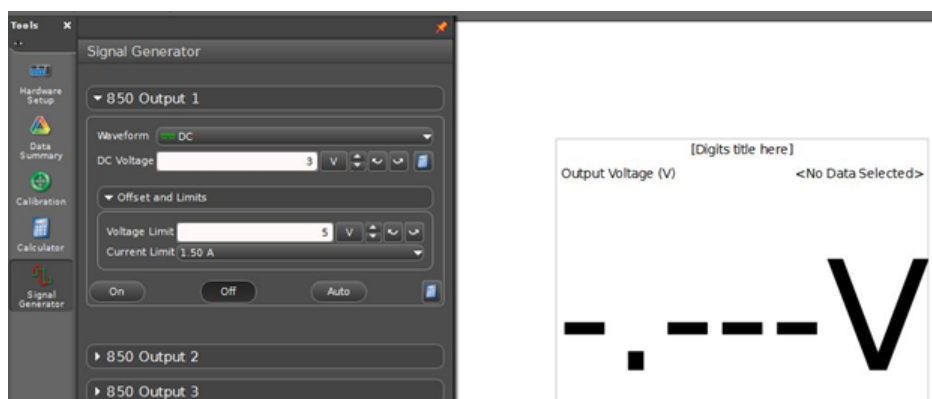 Tools X
Signal Generator
Hardware
Setup
Data
Summary
Calibration
Calculator
Signal
Generator
850 Output 1
Waveform DC
DC Voltage 3 V
Offset and Limits
Voltage Limit 5 V
Current Limit 1.50 A
On Off Auto
850 Output 2
850 Output 3
[Digits title here]
Output Voltage (V) <No Data Selected>
-.---V